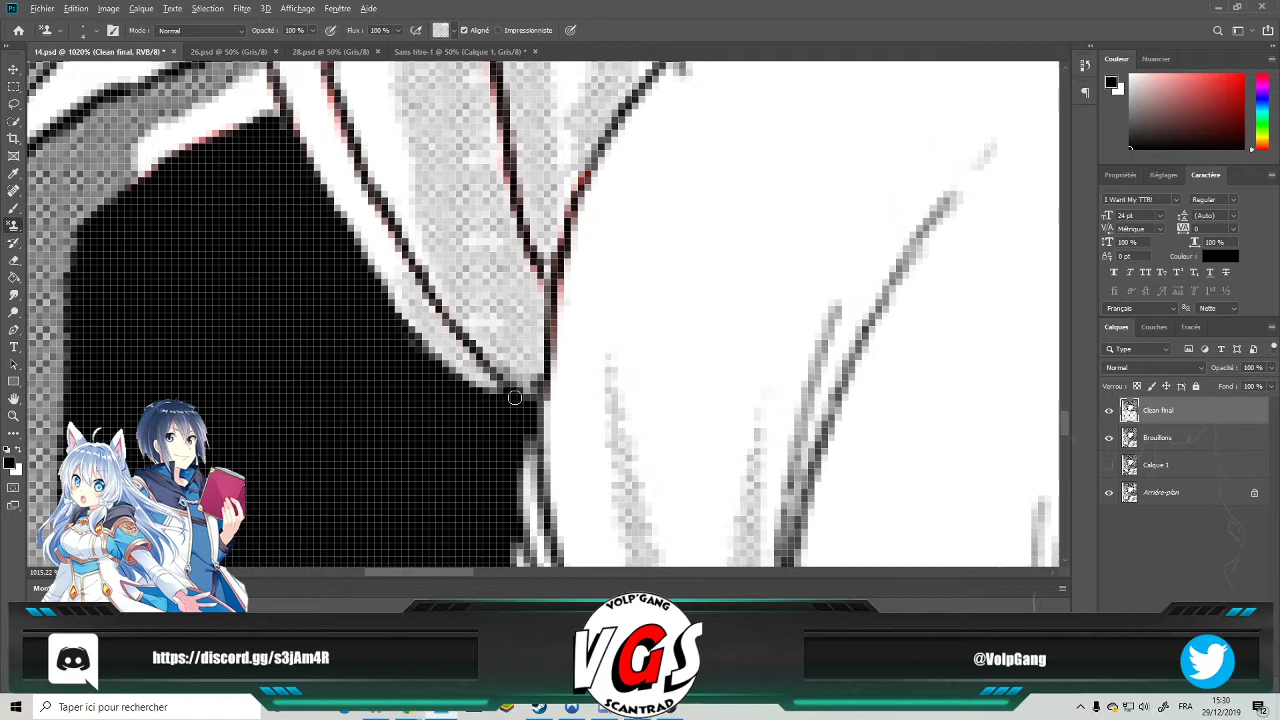 Ps Fichier Edition Image Calque Texte Sélection Filtre 3D Affichage Fenêtre Aide
Mode : Normal Opacité : 100 % Flux : 100 % Aligné Impressionniste
14.psd @ 1020% (Clean final, RVB/8) * × 26.psd @ 50% (Gris/8) × 28.psd @ 50% (Gris/8) × Sans titre-1 @ 50% (Calque 1, Gris/8) * ×
Couleur Nuancier
Propriétés Réglages Caractère
I Want My TTR! Regular
24 pt (Auto)
Métrique 0
100 % 100 %
0 pt Couleur :
Français Nette
Calques Couches Tracés
Type
Normal Opacité : 100 %
Verrou : Fond : 100 %
Clean final
Brouillons
Calque 1
Arrière-plan
1015,22
VOLP'GANG
VGS
SCANTRAD
https://discord.gg/s3jAm4R
@VolpGang
Taper ici pour rechercher
FRA
15:20
19/12/2019